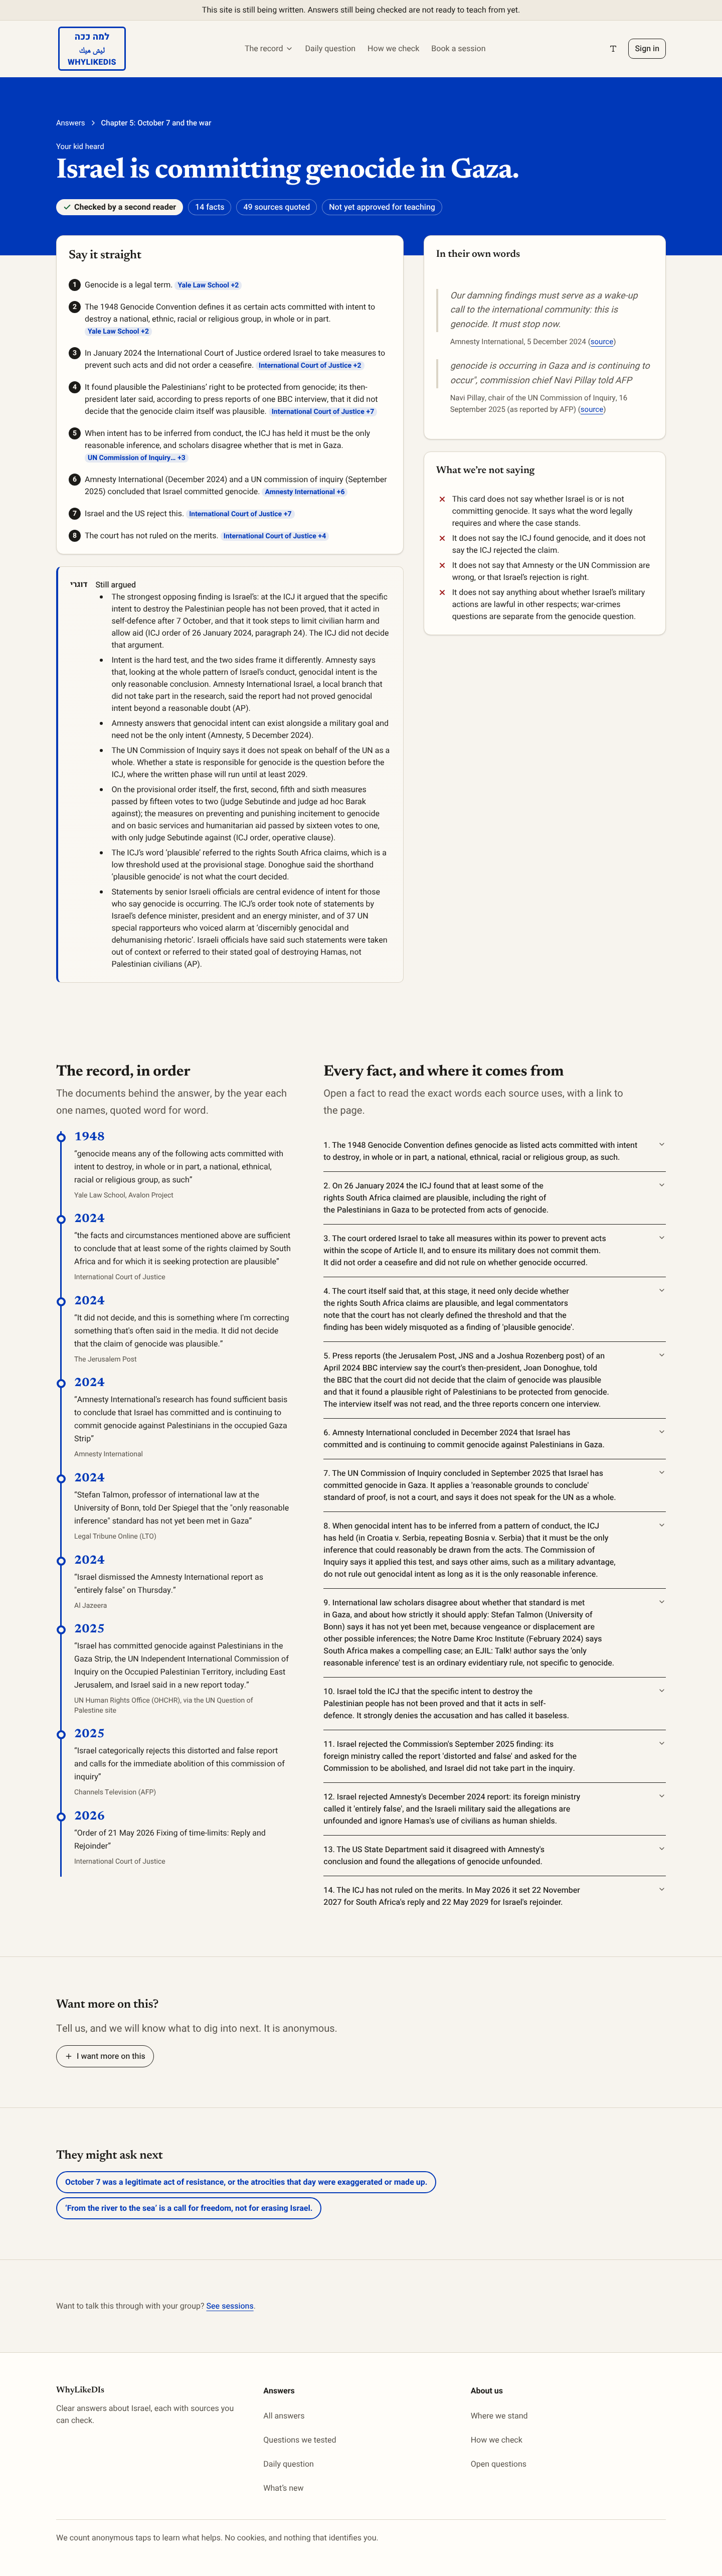 This site is still being written. Answers still being checked are not ready to teach from yet.
למה ככה
ليش هيك
WHYLIKEDIS
The record
Daily question
How we check
Book a session
T
Sign in
Answers > Chapter 5: October 7 and the war
Your kid heard
Israel is committing genocide in Gaza.
Checked by a second reader
14 facts
49 sources quoted
Not yet approved for teaching
Say it straight
1 Genocide is a legal term. Yale Law School +2
2 The 1948 Genocide Convention defines it as certain acts committed with intent to
destroy a national, ethnic, racial or religious group, in whole or in part.
Yale Law School +2
3 In January 2024 the International Court of Justice ordered Israel to take measures to
prevent such acts and did not order a ceasefire. International Court of Justice +2
4 It found plausible the Palestinians' right to be protected from genocide; its then-
president later said, according to press reports of one BBC interview, that it did not
decide that the genocide claim itself was plausible. International Court of Justice +7
5 When intent has to be inferred from conduct, the ICJ has held it must be the only
reasonable inference, and scholars disagree whether that is met in Gaza.
UN Commission of Inquiry… +3
6 Amnesty International (December 2024) and a UN commission of inquiry (September
2025) concluded that Israel committed genocide. Amnesty International +6
7 Israel and the US reject this. International Court of Justice +7
8 The court has not ruled on the merits. International Court of Justice +4
דוגרי Still argued
• The strongest opposing finding is Israel's: at the ICJ it argued that the specific
intent to destroy the Palestinian people has not been proved, that it acted in
self-defence after 7 October, and that it took steps to limit civilian harm and
allow aid (ICJ order of 26 January 2024, paragraph 24). The ICJ did not decide
that argument.
• Intent is the hard test, and the two sides frame it differently. Amnesty says
that, looking at the whole pattern of Israel's conduct, genocidal intent is the
only reasonable conclusion. Amnesty International Israel, a local branch that
did not take part in the research, said the report had not proved genocidal
intent beyond a reasonable doubt (AP).
• Amnesty answers that genocidal intent can exist alongside a military goal and
need not be the only intent (Amnesty, 5 December 2024).
• The UN Commission of Inquiry says it does not speak on behalf of the UN as a
whole. Whether a state is responsible for genocide is the question before the
ICJ, where the written phase will run until at least 2029.
• On the provisional order itself, the first, second, fifth and sixth measures
passed by fifteen votes to two (judge Sebutinde and judge ad hoc Barak
against); the measures on preventing and punishing incitement to genocide
and on basic services and humanitarian aid passed by sixteen votes to one,
with only judge Sebutinde against (ICJ order, operative clause).
• The ICJ's word 'plausible' referred to the rights South Africa claims, which is a
low threshold used at the provisional stage. Donoghue said the shorthand
'plausible genocide' is not what the court decided.
• Statements by senior Israeli officials are central evidence of intent for those
who say genocide is occurring. The ICJ's order took note of statements by
Israel's defence minister, president and an energy minister, and of 37 UN
special rapporteurs who voiced alarm at 'discernibly genocidal and
dehumanising rhetoric'. Israeli officials have said such statements were taken
out of context or referred to their stated goal of destroying Hamas, not
Palestinian civilians (AP).
In their own words
Our damning findings must serve as a wake-up
call to the international community: this is
genocide. It must stop now.
Amnesty International, 5 December 2024 (source)
genocide is occurring in Gaza and is continuing to
occur", commission chief Navi Pillay told AFP
Navi Pillay, chair of the UN Commission of Inquiry, 16
September 2025 (as reported by AFP) (source)
What we're not saying
This card does not say whether Israel is or is not
committing genocide. It says what the word legally
requires and where the case stands.
It does not say the ICJ found genocide, and it does not
say the ICJ rejected the claim.
It does not say that Amnesty or the UN Commission are
wrong, or that Israel's rejection is right.
It does not say anything about whether Israel's military
actions are lawful in other respects; war-crimes
questions are separate from the genocide question.
The record, in order
The documents behind the answer, by the year each
one names, quoted word for word.
1948
"genocide means any of the following acts committed with
intent to destroy, in whole or in part, a national, ethnical,
racial or religious group, as such"
Yale Law School, Avalon Project
2024
"the facts and circumstances mentioned above are sufficient
to conclude that at least some of the rights claimed by South
Africa and for which it is seeking protection are plausible"
International Court of Justice
2024
"It did not decide, and this is something where I'm correcting
something that's often said in the media. It did not decide
that the claim of genocide was plausible."
The Jerusalem Post
2024
"Amnesty International's research has found sufficient basis
to conclude that Israel has committed and is continuing to
commit genocide against Palestinians in the occupied Gaza
Strip"
Amnesty International
2024
"Stefan Talmon, professor of international law at the
University of Bonn, told Der Spiegel that the "only reasonable
inference" standard has not yet been met in Gaza"
Legal Tribune Online (LTO)
2024
"Israel dismissed the Amnesty International report as
"entirely false" on Thursday."
Al Jazeera
2025
"Israel has committed genocide against Palestinians in the
Gaza Strip, the UN Independent International Commission of
Inquiry on the Occupied Palestinian Territory, including East
Jerusalem, and Israel said in a new report today."
UN Human Rights Office (OHCHR), via the UN Question of
Palestine site
2025
"Israel categorically rejects this distorted and false report
and calls for the immediate abolition of this commission of
inquiry"
Channels Television (AFP)
2026
"Order of 21 May 2026 Fixing of time-limits: Reply and
Rejoinder"
International Court of Justice
Every fact, and where it comes from
Open a fact to read the exact words each source uses, with a link to
the page.
1. The 1948 Genocide Convention defines genocide as listed acts committed with intent
to destroy, in whole or in part, a national, ethnical, racial or religious group, as such.
2. On 26 January 2024 the ICJ found that at least some of the
rights South Africa claimed are plausible, including the right of
the Palestinians in Gaza to be protected from acts of genocide.
3. The court ordered Israel to take all measures within its power to prevent acts
within the scope of Article II, and to ensure its military does not commit them.
It did not order a ceasefire and did not rule on whether genocide occurred.
4. The court itself said that, at this stage, it need only decide whether
the rights South Africa claims are plausible, and legal commentators
note that the court has not clearly defined the threshold and that the
finding has been widely misquoted as a finding of 'plausible genocide'.
5. Press reports (the Jerusalem Post, JNS and a Joshua Rozenberg post) of an
April 2024 BBC interview say the court's then-president, Joan Donoghue, told
the BBC that the court did not decide that the claim of genocide was plausible
and that it found a plausible right of Palestinians to be protected from genocide.
The interview itself was not read, and the three reports concern one interview.
6. Amnesty International concluded in December 2024 that Israel has
committed and is continuing to commit genocide against Palestinians in Gaza.
7. The UN Commission of Inquiry concluded in September 2025 that Israel has
committed genocide in Gaza. It applies a 'reasonable grounds to conclude'
standard of proof, is not a court, and says it does not speak for the UN as a whole.
8. When genocidal intent has to be inferred from a pattern of conduct, the ICJ
has held (in Croatia v. Serbia, repeating Bosnia v. Serbia) that it must be the only
inference that could reasonably be drawn from the acts. The Commission of
Inquiry says it applied this test, and says other aims, such as a military advantage,
do not rule out genocidal intent as long as it is the only reasonable inference.
9. International law scholars disagree about whether that standard is met
in Gaza, and about how strictly it should apply: Stefan Talmon (University of
Bonn) says it has not yet been met, because vengeance or displacement are
other possible inferences; the Notre Dame Kroc Institute (February 2024) says
South Africa makes a compelling case; an EJIL: Talk! author says the 'only
reasonable inference' test is an ordinary evidentiary rule, not specific to genocide.
10. Israel told the ICJ that the specific intent to destroy the
Palestinian people has not been proved and that it acts in self-
defence. It strongly denies the accusation and has called it baseless.
11. Israel rejected the Commission's September 2025 finding: its
foreign ministry called the report 'distorted and false' and asked for the
Commission to be abolished, and Israel did not take part in the inquiry.
12. Israel rejected Amnesty's December 2024 report: its foreign ministry
called it 'entirely false', and the Israeli military said the allegations are
unfounded and ignore Hamas's use of civilians as human shields.
13. The US State Department said it disagreed with Amnesty's
conclusion and found the allegations of genocide unfounded.
14. The ICJ has not ruled on the merits. In May 2026 it set 22 November
2027 for South Africa's reply and 22 May 2029 for Israel's rejoinder.
Want more on this?
Tell us, and we will know what to dig into next. It is anonymous.
+ I want more on this
They might ask next
October 7 was a legitimate act of resistance, or the atrocities that day were exaggerated or made up.
'From the river to the sea' is a call for freedom, not for erasing Israel.
Want to talk this through with your group? See sessions.
WhyLikeDIs
Clear answers about Israel, each with sources you
can check.
Answers
All answers
Questions we tested
Daily question
What's new
About us
Where we stand
How we check
Open questions
We count anonymous taps to learn what helps. No cookies, and nothing that identifies you.